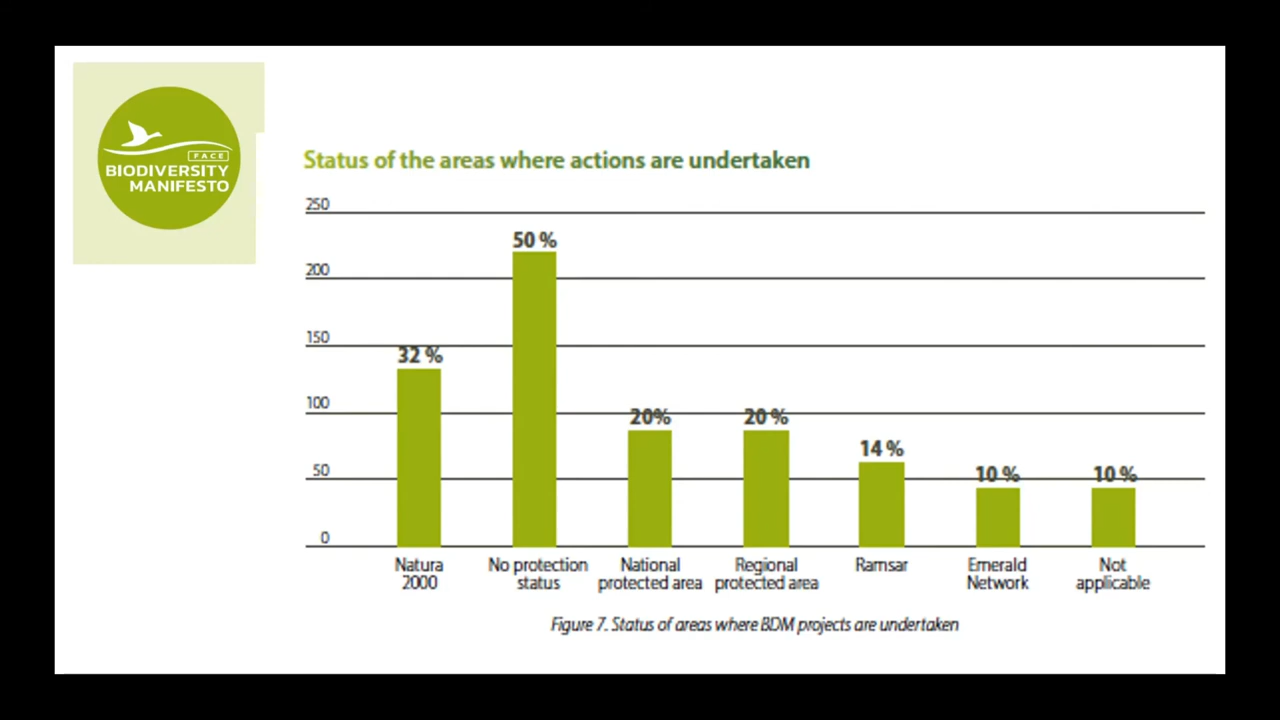 FACE
BIODIVERSITY
MANIFESTO
Status of the areas where actions are undertaken
250
200
150
100
50
0
32 %
50 %
20%
20 %
14 %
10 %
10 %
Natura
2000
No protection
status
National
protected area
Regional
protected area
Ramsar
Emerald
Network
Not
applicable
Figure 7. Status of areas where BDM projects are undertaken